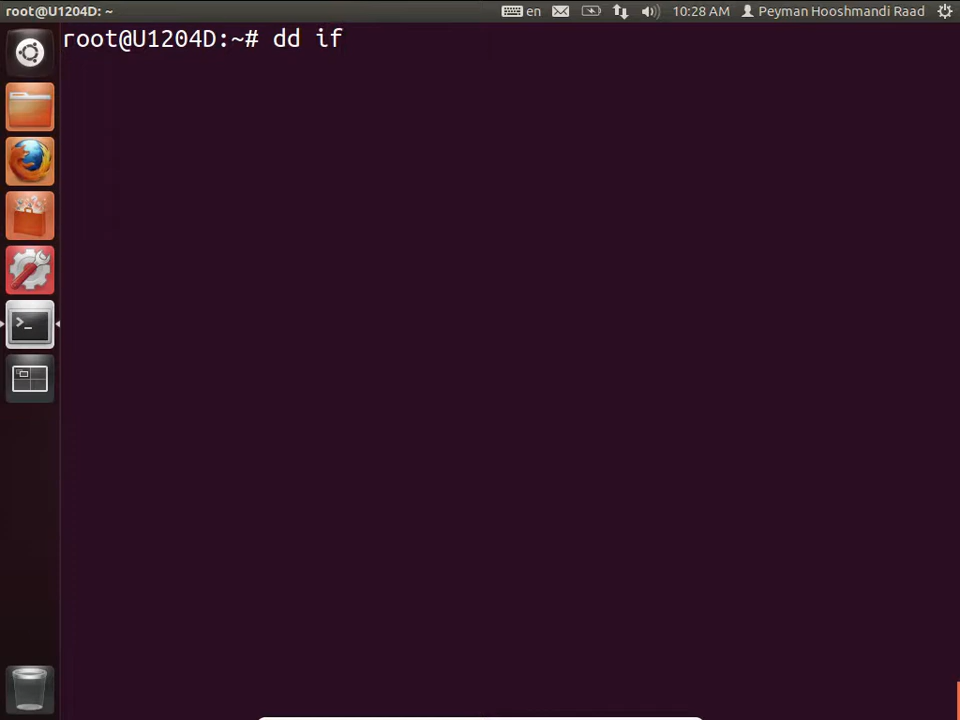 root@U1204D: ~
en
10:28 AM
Peyman Hooshmandi Raad
root@U1204D:~# dd if